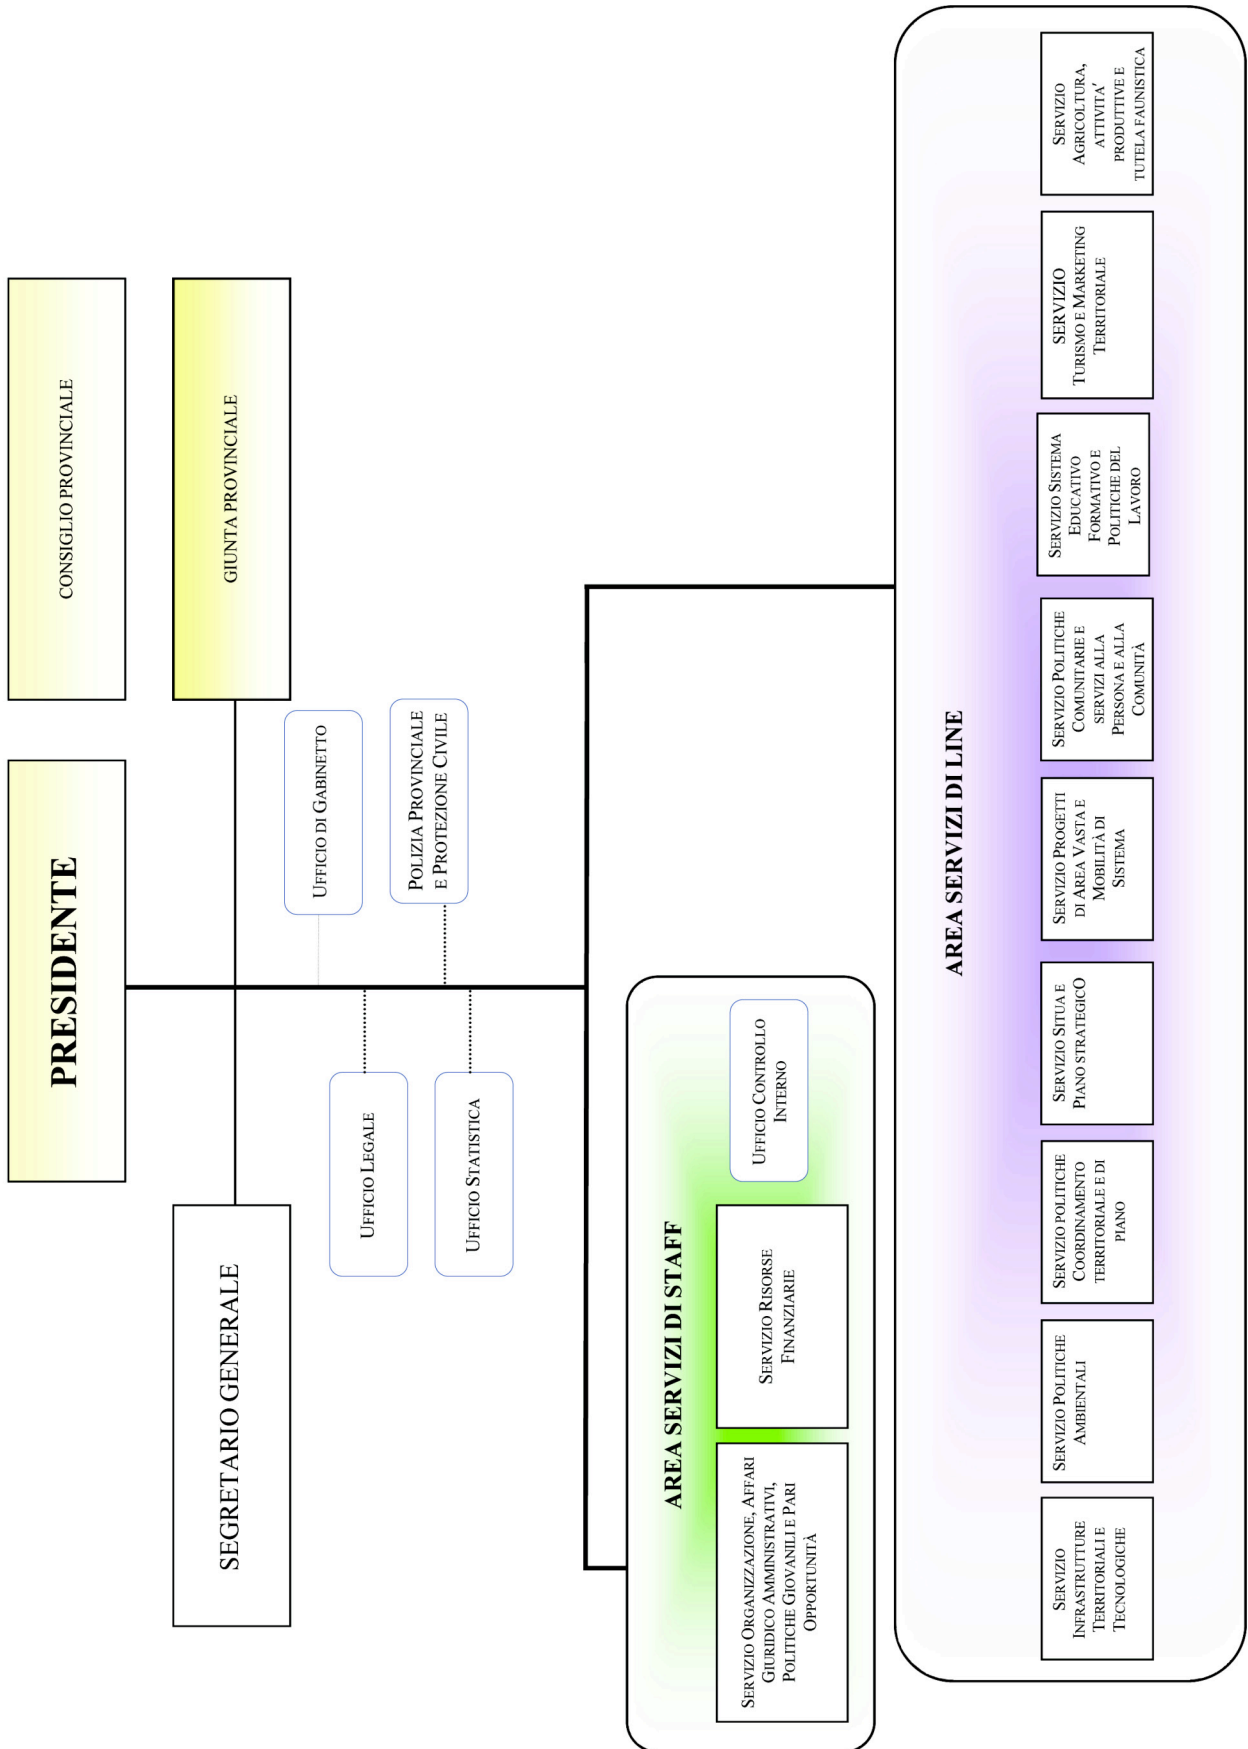 PRESIDENTE
CONSIGLIO PROVINCIALE
SEGRETARIO GENERALE
GIUNTA PROVINCIALE
UFFICIO DI GABINETTO
UFFICIO LEGALE
POLIZIA PROVINCIALE
E PROTEZIONE CIVILE
UFFICIO STATISTICA
AREA SERVIZI DI STAFF
SERVIZIO ORGANIZZAZIONE, AFFARI
GIURIDICO AMMINISTRATIVI,
POLITICHE GIOVANILI E PARI
OPPORTUNITÀ
SERVIZIO RISORSE
FINANZIARIE
UFFICIO CONTROLLO
INTERNO
AREA SERVIZI DI LINE
SERVIZIO
INFRASTRUTTURE
TERRITORIALI E
TECNOLOGICHE
SERVIZIO POLITICHE
AMBIENTALI
SERVIZIO POLITICHE
COORDINAMENTO
TERRITORIALE E DI
PIANO
SERVIZIO SITUA E
PIANO STRATEGICO
SERVIZIO PROGETTI
DI AREA VASTA E
MOBILITÀ DI
SISTEMA
SERVIZIO POLITICHE
COMUNITARIE E
SERVIZI ALLA
PERSONA E ALLA
COMUNITÀ
SERVIZIO SISTEMA
EDUCATIVO
FORMATIVO E
POLITICHE DEL
LAVORO
SERVIZIO
TURISMO E MARKETING
TERRITORIALE
SERVIZIO
AGRICOLTURA,
ATTIVITA'
PRODUTTIVE E
TUTELA FAUNISTICA